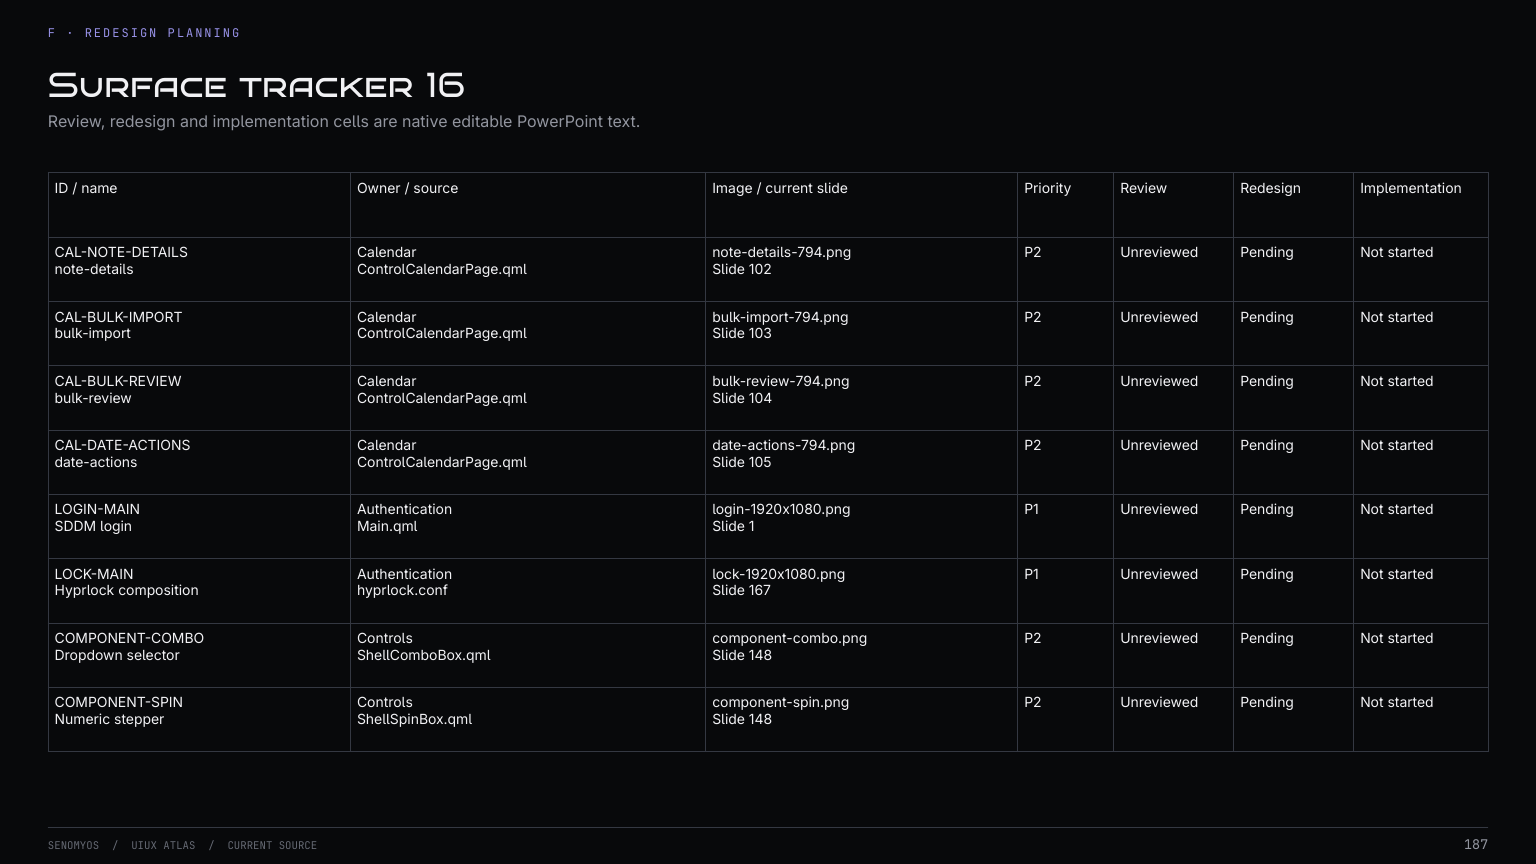 F · REDESIGN PLANNING
Surface tracker 16
Review, redesign and implementation cells are native editable PowerPoint text.
ID / name
Owner / source
Image / current slide
Priority
Review
Redesign
Implementation
CAL-NOTE-DETAILS
note-details
Calendar
ControlCalendarPage.qml
note-details-794.png
Slide 102
P2
Unreviewed
Pending
Not started
CAL-BULK-IMPORT
bulk-import
Calendar
ControlCalendarPage.qml
bulk-import-794.png
Slide 103
P2
Unreviewed
Pending
Not started
CAL-BULK-REVIEW
bulk-review
Calendar
ControlCalendarPage.qml
bulk-review-794.png
Slide 104
P2
Unreviewed
Pending
Not started
CAL-DATE-ACTIONS
date-actions
Calendar
ControlCalendarPage.qml
date-actions-794.png
Slide 105
P2
Unreviewed
Pending
Not started
LOGIN-MAIN
SDDM login
Authentication
Main.qml
login-1920x1080.png
Slide 1
P1
Unreviewed
Pending
Not started
LOCK-MAIN
Hyprlock composition
Authentication
hyprlock.conf
lock-1920x1080.png
Slide 167
P1
Unreviewed
Pending
Not started
COMPONENT-COMBO
Dropdown selector
Controls
ShellComboBox.qml
component-combo.png
Slide 148
P2
Unreviewed
Pending
Not started
COMPONENT-SPIN
Numeric stepper
Controls
ShellSpinBox.qml
component-spin.png
Slide 148
P2
Unreviewed
Pending
Not started
SENOMYOS / UIUX ATLAS / CURRENT SOURCE
187